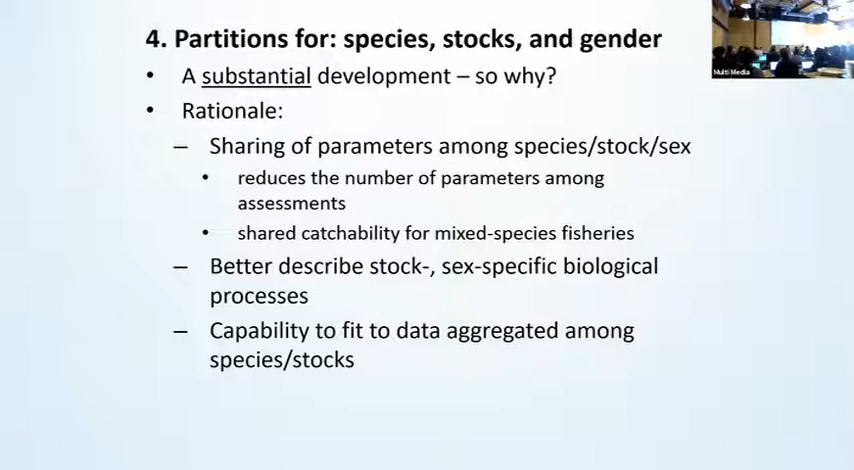 4. Partitions for: species, stocks, and gender
• A substantial development – so why?
• Rationale:
– Sharing of parameters among species/stock/sex
• reduces the number of parameters among
assessments
• shared catchability for mixed-species fisheries
– Better describe stock-, sex-specific biological
processes
– Capability to fit to data aggregated among
species/stocks
Multi Media